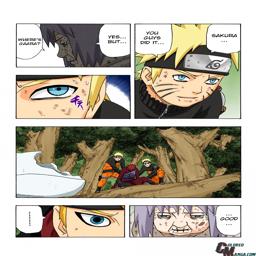 SAKURA...
YOU
GUYS
DID IT...
YES...
BUT...
WHERE'S
GAARA?
...
GOOD
...
...
COLORED
MANGA.COM